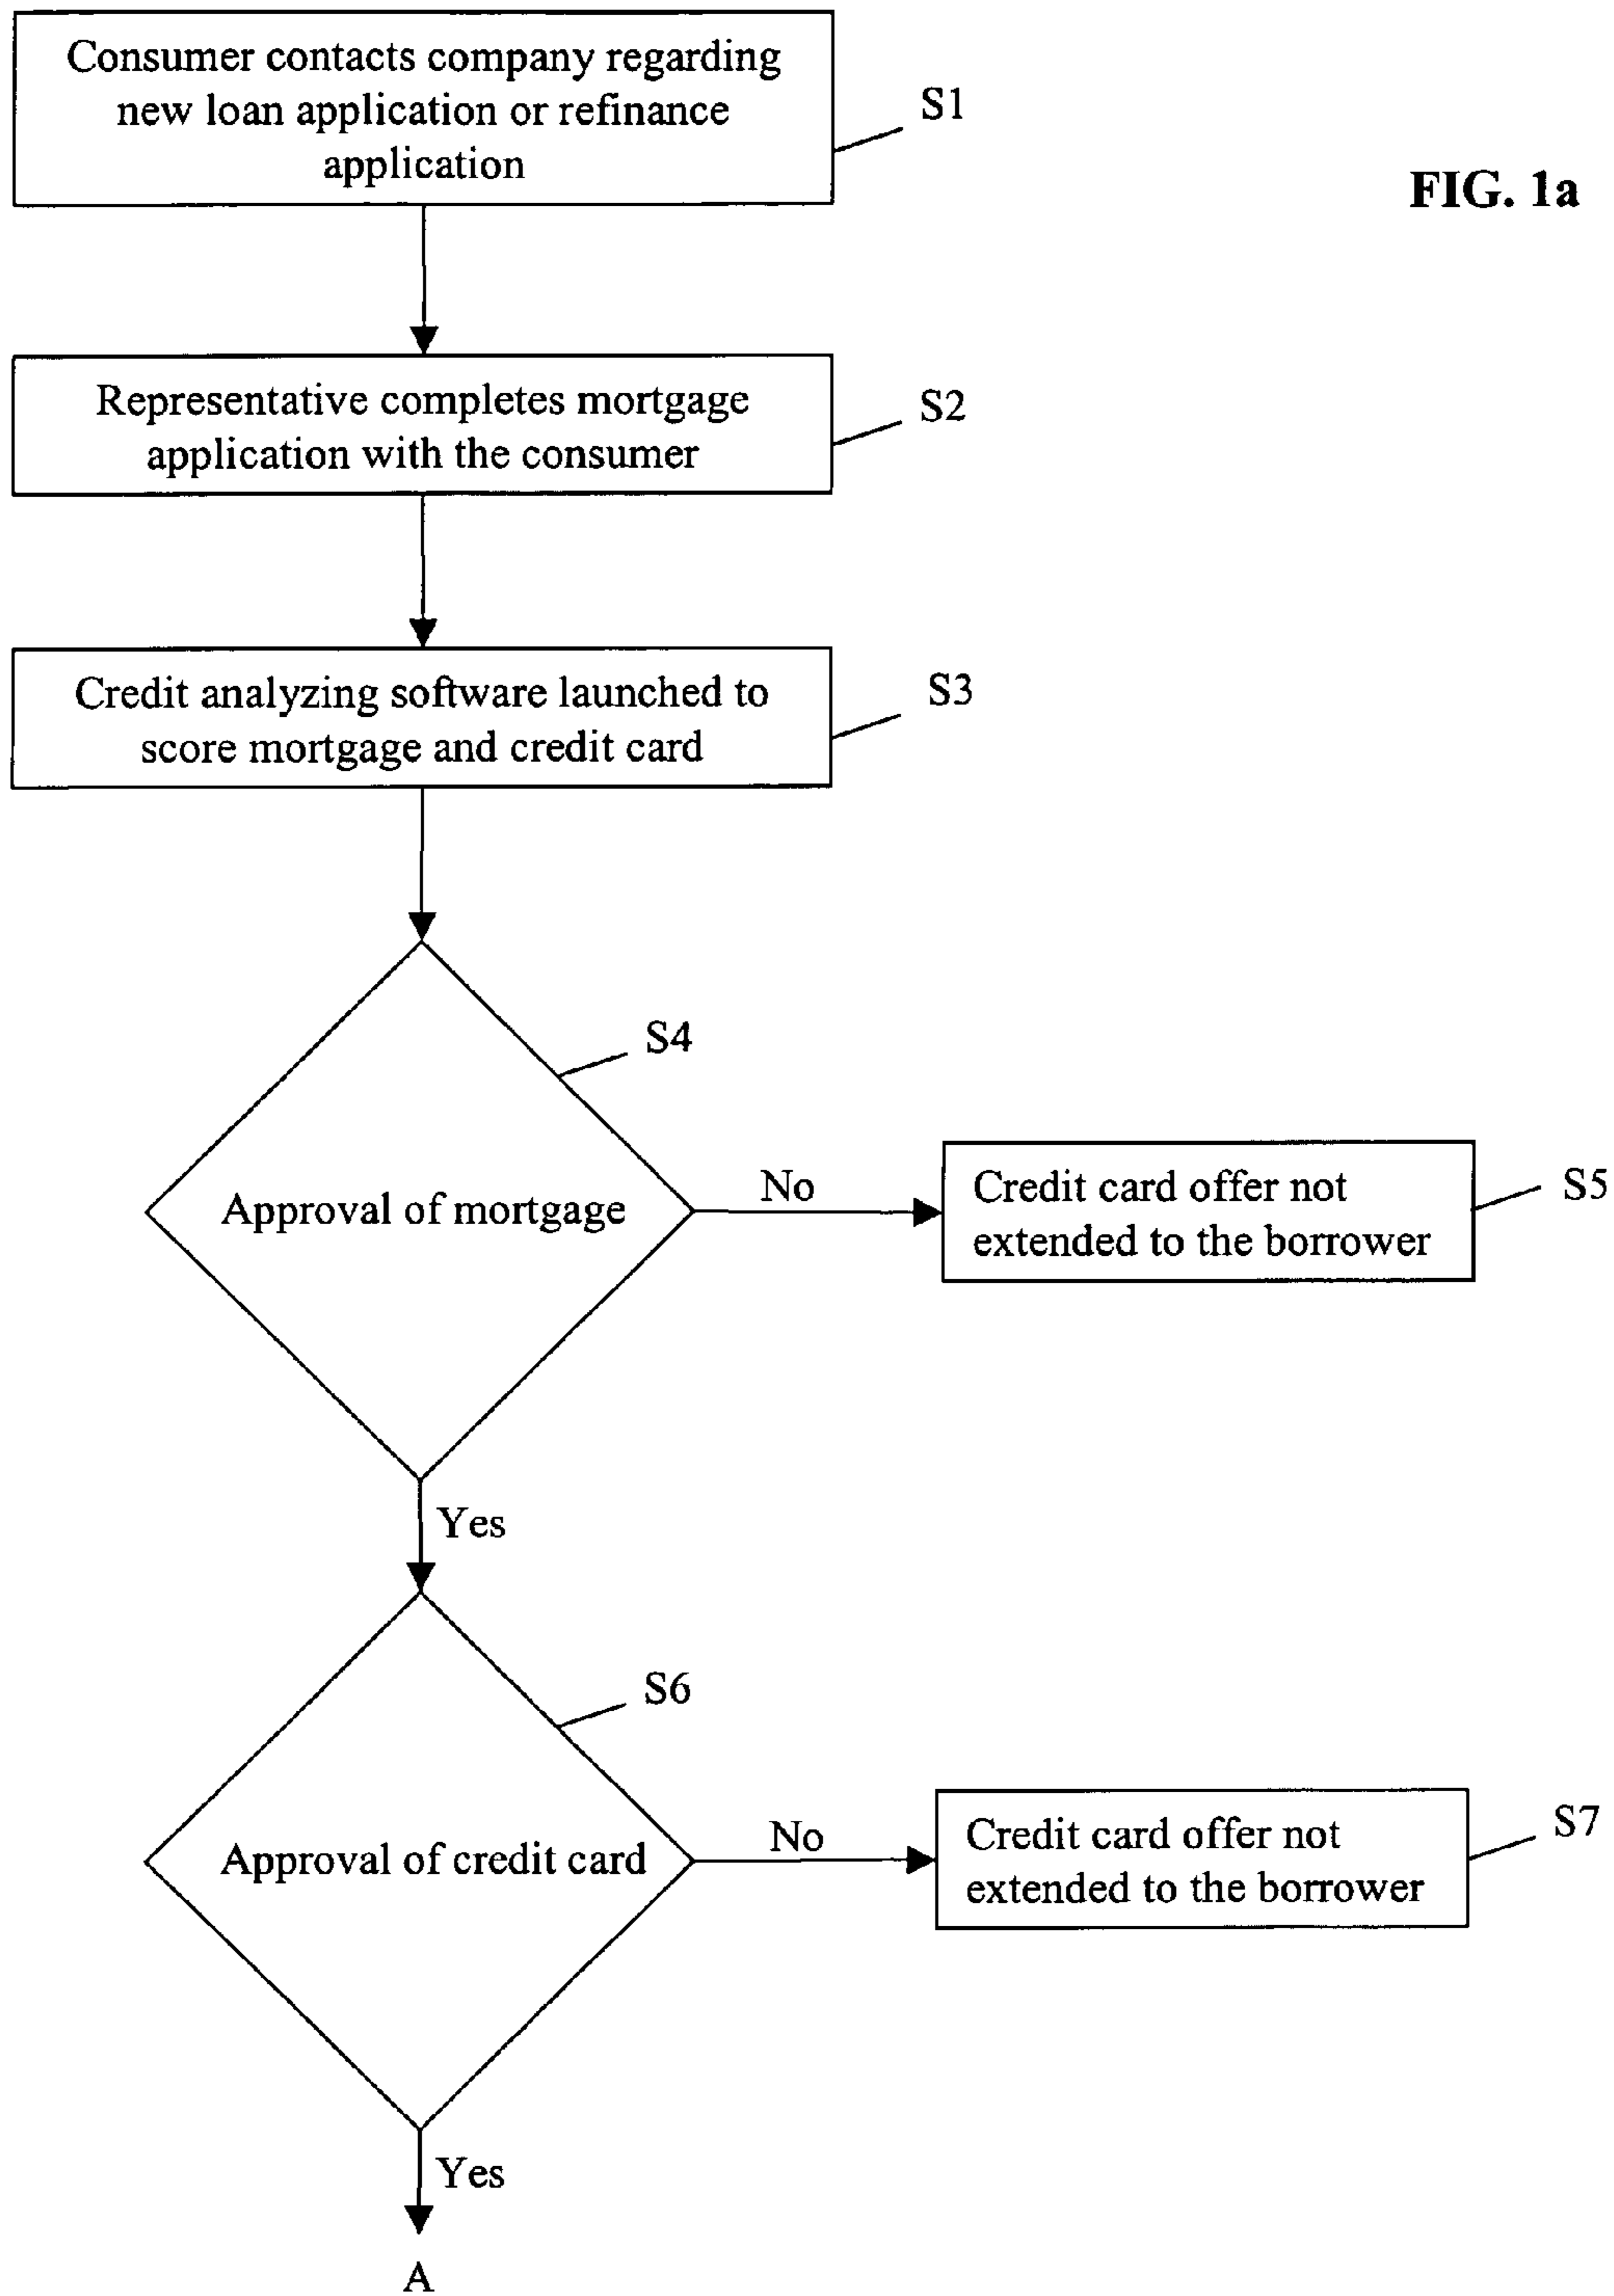 Consumer contacts company regarding
new loan application or refinance
application
S1
FIG. 1a
Representative completes mortgage
application with the consumer
S2
Credit analyzing software launched to
score mortgage and credit card
S3
S4
Approval of mortgage
No
Credit card offer not
extended to the borrower
S5
Yes
S6
Approval of credit card
No
Credit card offer not
extended to the borrower
S7
Yes
A